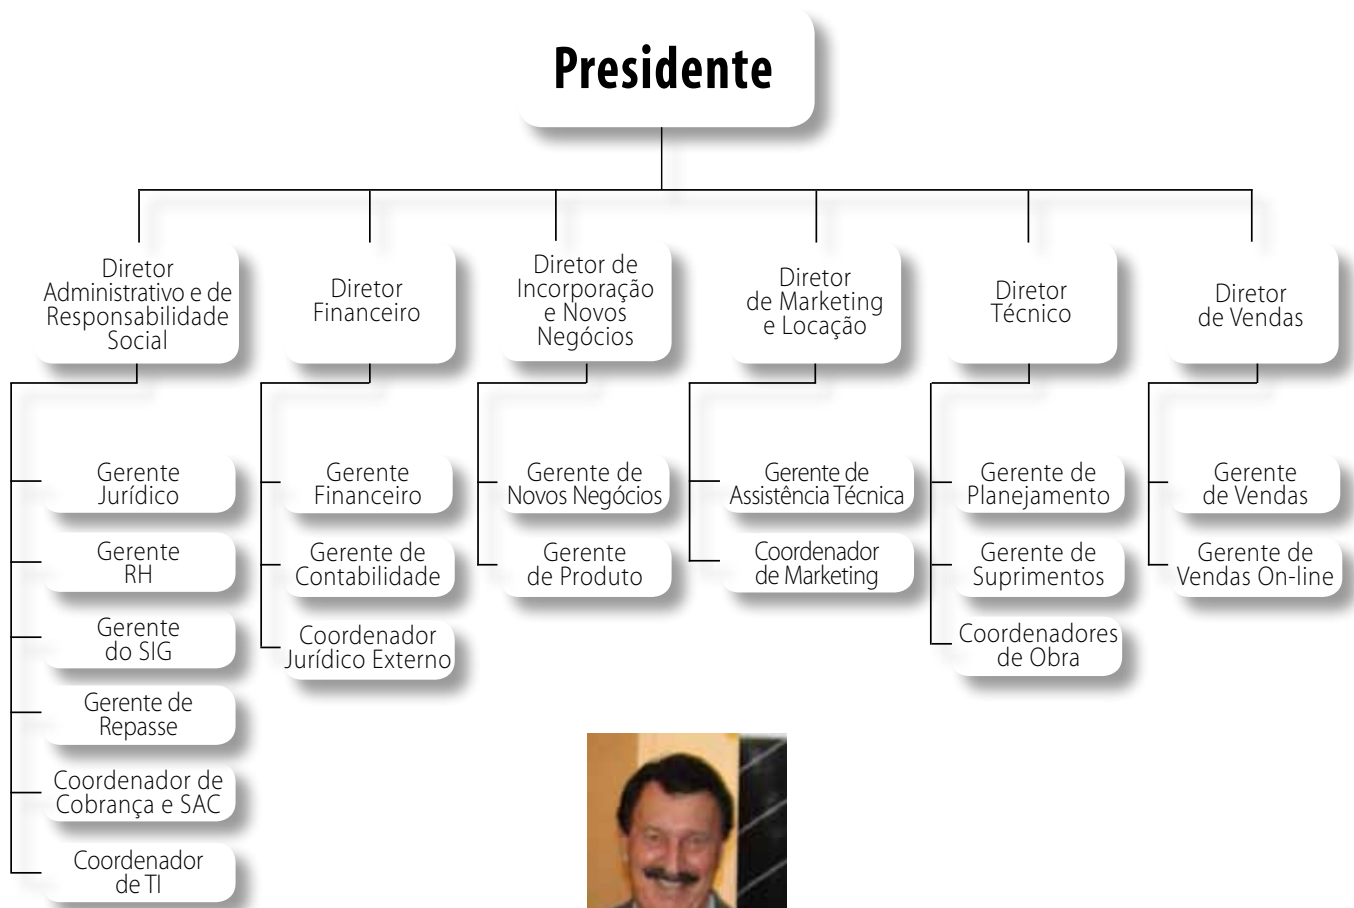 Presidente
Diretor
Administrativo e de
Responsabilidade
Social
Diretor
Financeiro
Diretor de
Incorporação
e Novos
Negócios
Diretor
de Marketing
e Locação
Diretor
Técnico
Diretor
de Vendas
Gerente
Jurídico
Gerente
RH
Gerente
do SIG
Gerente de
Repasse
Coordenador de
Cobrança e SAC
Coordenador
de TI
Gerente
Financeiro
Gerente de
Contabilidade
Coordenador
Jurídico Externo
Gerente de
Novos Negócios
Gerente
de Produto
Gerente de
Assistência Técnica
Coordenador
de Marketing
Gerente de
Planejamento
Gerente de
Suprimentos
Coordenadores
de Obra
Gerente
de Vendas
Gerente de
Vendas On-line